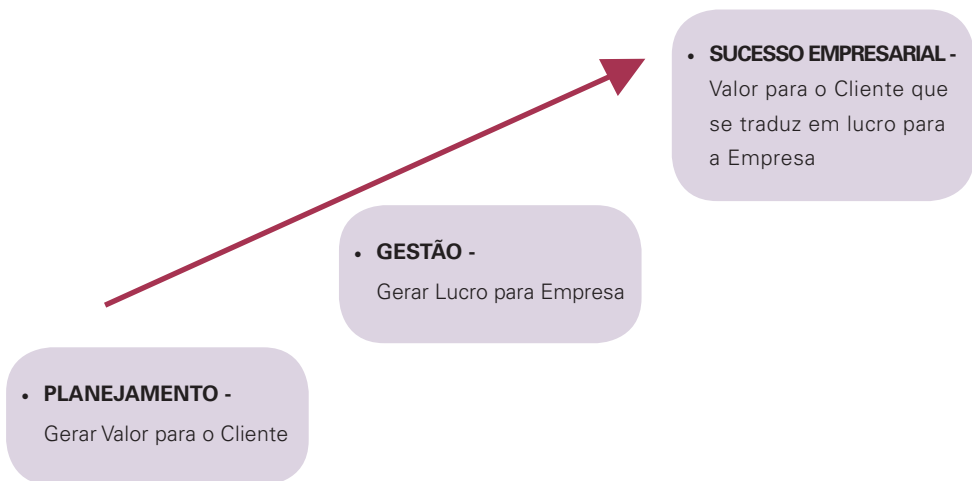 • SUCESSO EMPRESARIAL -
Valor para o Cliente que
se traduz em lucro para
a Empresa
• GESTÃO -
Gerar Lucro para Empresa
• PLANEJAMENTO -
Gerar Valor para o Cliente